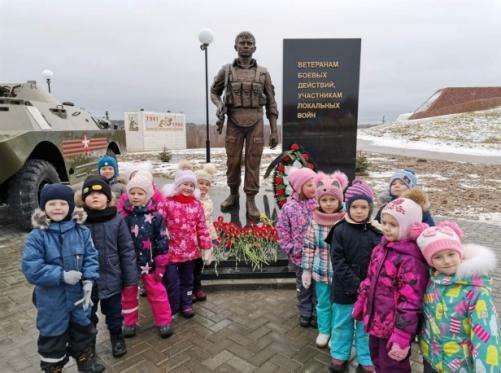 ВЕТЕРАНАМ
БОЕВЫХ
ДЕЙСТВИЙ,
УЧАСТНИКАМ
ЛОКАЛЬНЫХ
ВОЙН